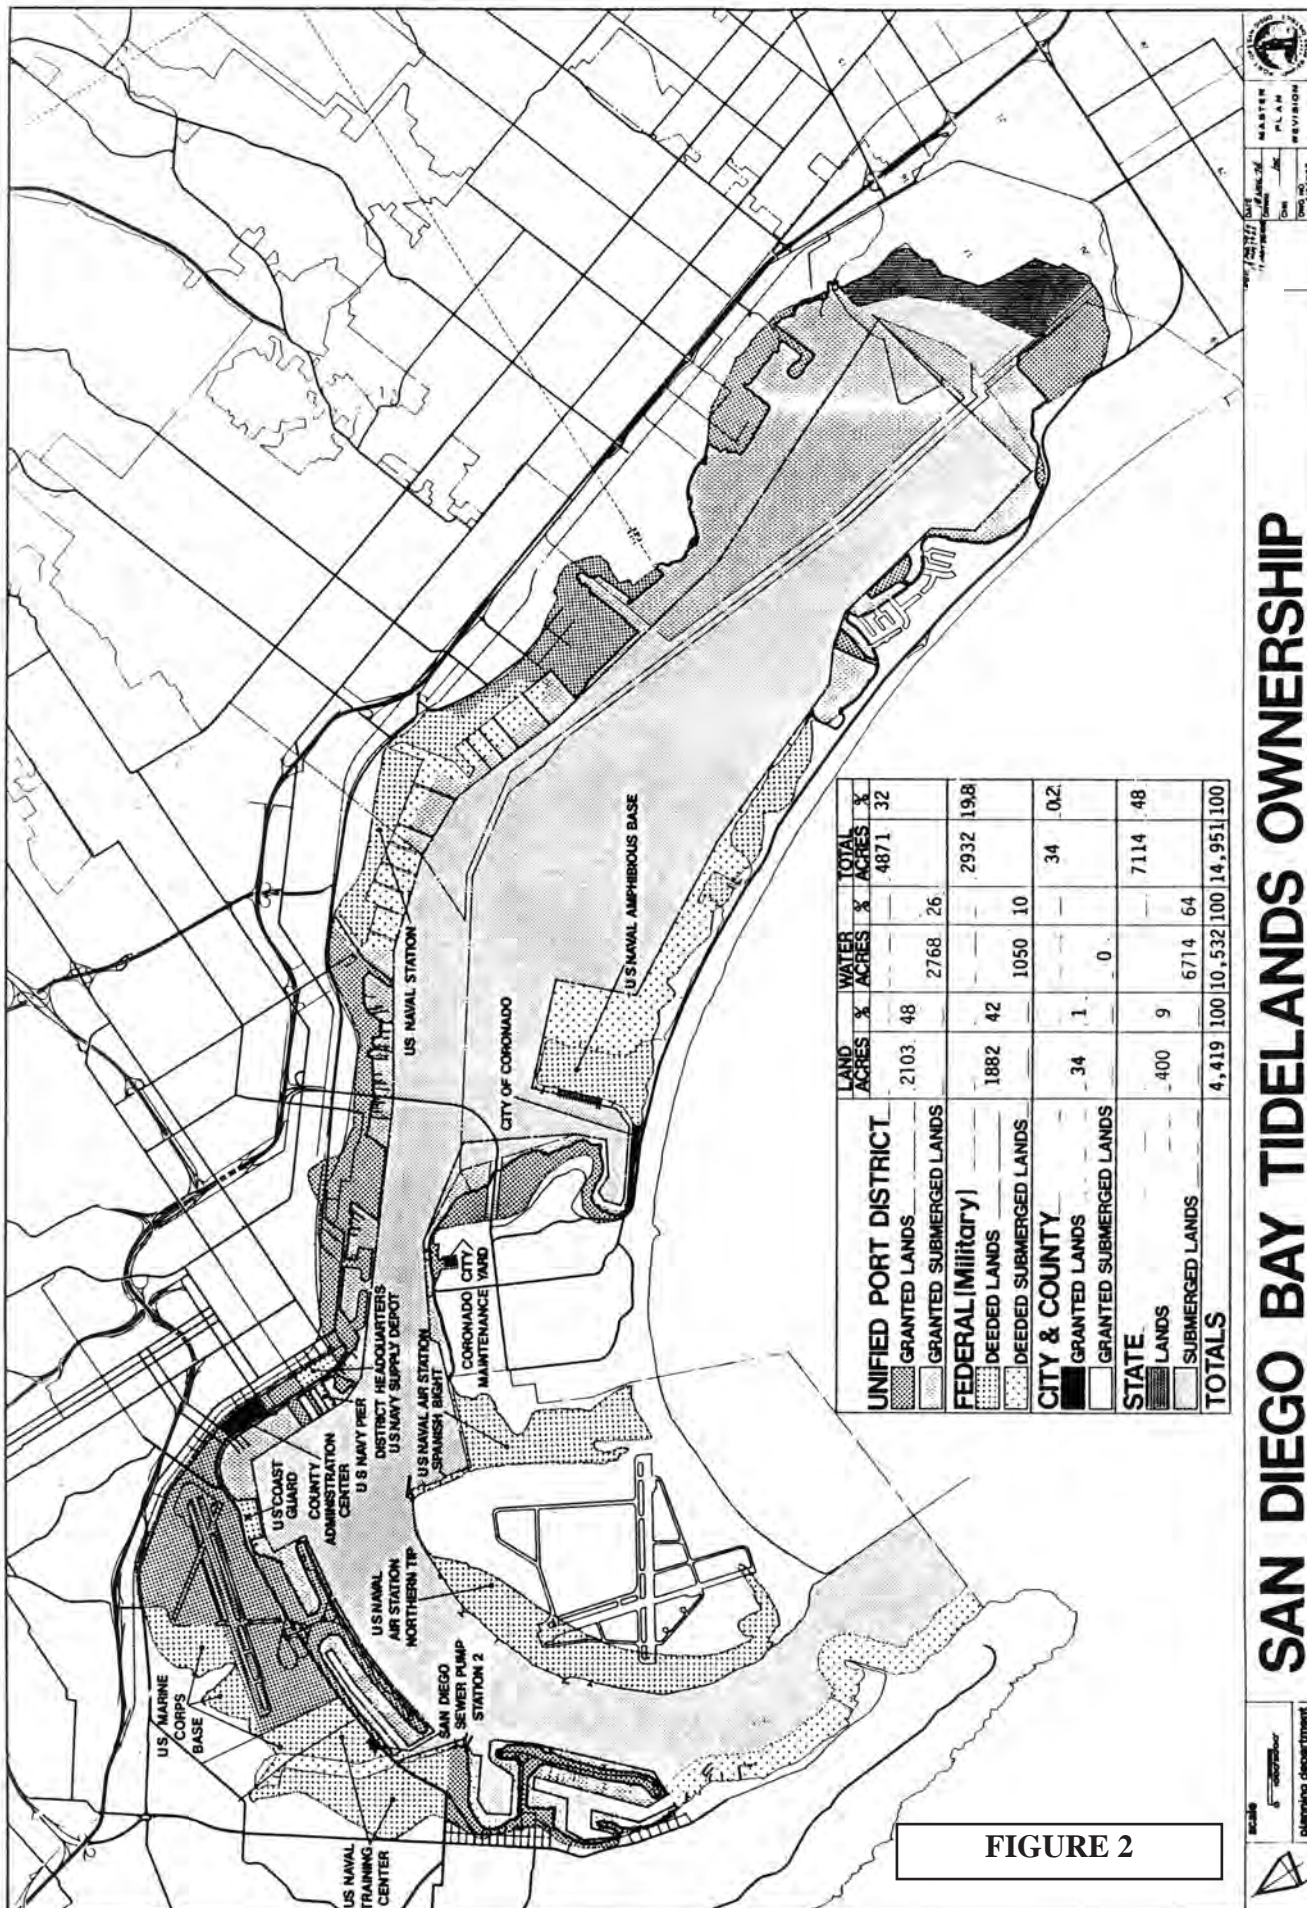 SAN DIEGO BAY TIDELANDS OWNERSHIP
FIGURE 2
MASTER
PLAN
REVISION
DATE
scale
planning department
US NAVAL
TRAINING
CENTER
U.S. MARINE
CORPS
BASE
SAN DIEGO
SEWER PUMP
STATION 2
U S NAVAL
AIR STATION
NORTHERN TIP
US COAST
GUARD
COUNTY
ADMINISTRATION
CENTER
U S NAVY PIER
DISTRICT HEADQUARTERS
U S NAVY SUPPLY DEPOT
U S NAVAL AIR STATION
SPANISH BIGHT
CORONADO CITY
MAINTENANCE YARD
CITY OF CORONADO
US NAVAL STATION
U S NAVAL AMPHIBIOUS BASE
LAND ACRES % WATER ACRES % TOTAL ACRES %
UNIFIED PORT DISTRICT 4871 32
GRANTED LANDS 2103 48
GRANTED SUBMERGED LANDS 2768 26
FEDERAL [Military] 2932 19.8
DEEDED LANDS 1882 42
DEEDED SUBMERGED LANDS 1050 10
CITY & COUNTY 34 0.2
GRANTED LANDS 34 1
GRANTED SUBMERGED LANDS 0
STATE 7114 48
LANDS 400 9
SUBMERGED LANDS 6714 64
TOTALS 4,419 100 10,532 100 14,951 100